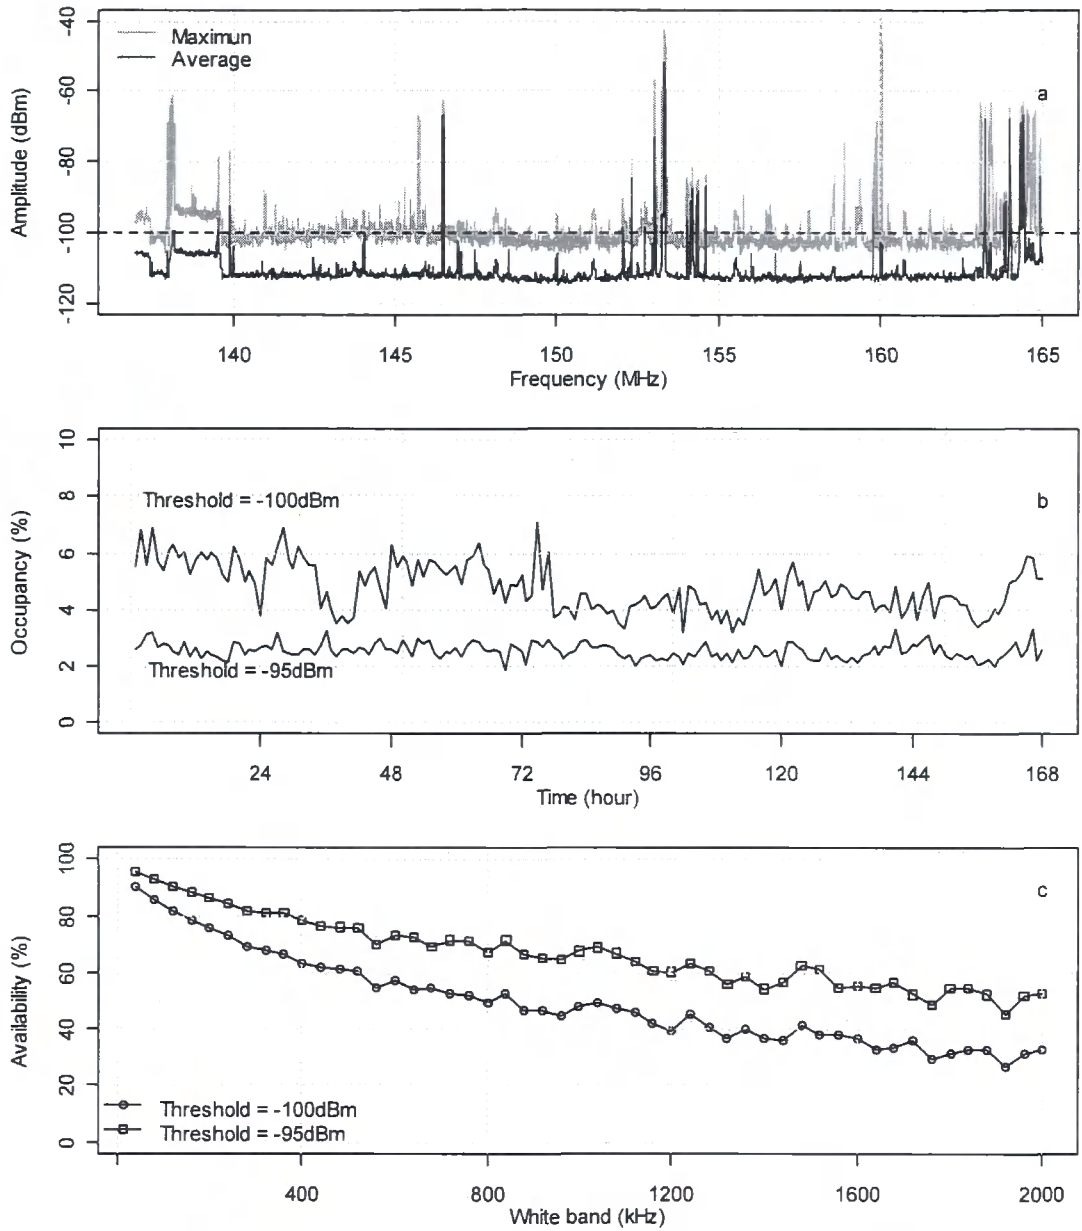 Maximun
Average
a
Amplitude (dBm)
-40
-60
-80
-100
-120
140 145 150 155 160 165
Frequency (MHz)
Threshold = -100dBm
b
Threshold = -95dBm
Occupancy (%)
10
8
6
4
2
0
24 48 72 96 120 144 168
Time (hour)
c
Availability (%)
100
80
60
40
20
0
Threshold = -100dBm
Threshold = -95dBm
400 800 1200 1600 2000
White band (kHz)